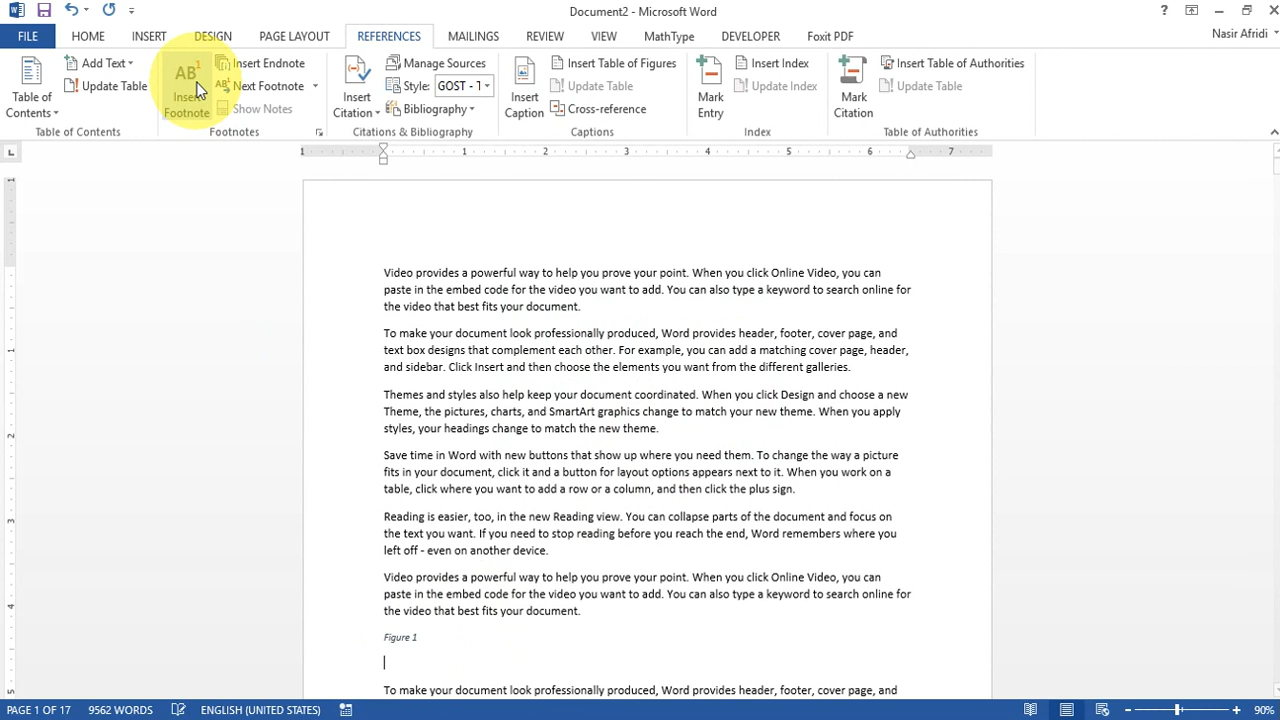 Document2 - Microsoft Word
Nasir Afridi
FILE HOME INSERT DESIGN PAGE LAYOUT REFERENCES MAILINGS REVIEW VIEW MathType DEVELOPER Foxit PDF
Table of Contents
Add Text
Update Table
Table of Contents
AB1
Insert Footnote
Insert Endnote
Next Footnote
Show Notes
Footnotes
Insert Citation
Manage Sources
Style: GOST - T
Bibliography
Citations & Bibliography
Insert Caption
Insert Table of Figures
Update Table
Cross-reference
Captions
Mark Entry
Insert Index
Update Index
Index
Mark Citation
Insert Table of Authorities
Update Table
Table of Authorities
1 1 2 3 4 5 6 7
Video provides a powerful way to help you prove your point. When you click Online Video, you can
paste in the embed code for the video you want to add. You can also type a keyword to search online for
the video that best fits your document.
To make your document look professionally produced, Word provides header, footer, cover page, and
text box designs that complement each other. For example, you can add a matching cover page, header,
and sidebar. Click Insert and then choose the elements you want from the different galleries.
Themes and styles also help keep your document coordinated. When you click Design and choose a new
Theme, the pictures, charts, and SmartArt graphics change to match your new theme. When you apply
styles, your headings change to match the new theme.
Save time in Word with new buttons that show up where you need them. To change the way a picture
fits in your document, click it and a button for layout options appears next to it. When you work on a
table, click where you want to add a row or a column, and then click the plus sign.
Reading is easier, too, in the new Reading view. You can collapse parts of the document and focus on
the text you want. If you need to stop reading before you reach the end, Word remembers where you
left off - even on another device.
Video provides a powerful way to help you prove your point. When you click Online Video, you can
paste in the embed code for the video you want to add. You can also type a keyword to search online for
the video that best fits your document.
Figure 1
To make your document look professionally produced, Word provides header, footer, cover page, and
1
1
2
3
4
5
PAGE 1 OF 17 9562 WORDS ENGLISH (UNITED STATES) 90%